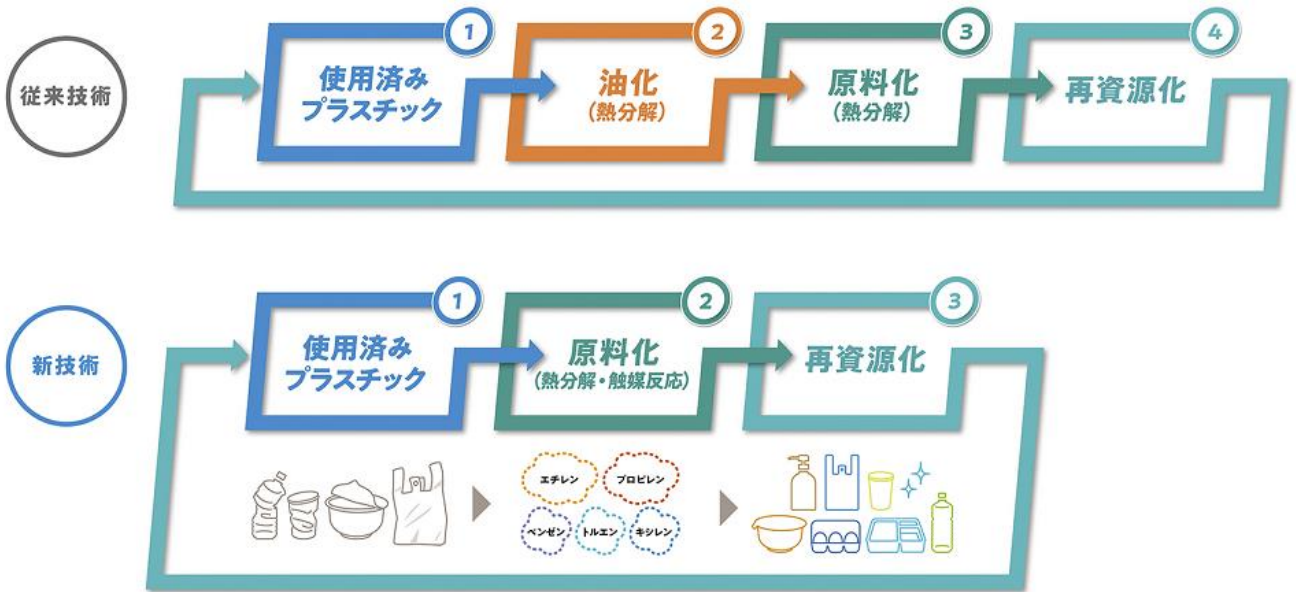 従来技術
1
使用済み
プラスチック
2
油化
(熱分解)
3
原料化
(熱分解)
4
再資源化
新技術
1
使用済み
プラスチック
2
原料化
(熱分解・触媒反応)
3
再資源化
エチレン
プロピレン
ベンゼン
トルエン
キシレン